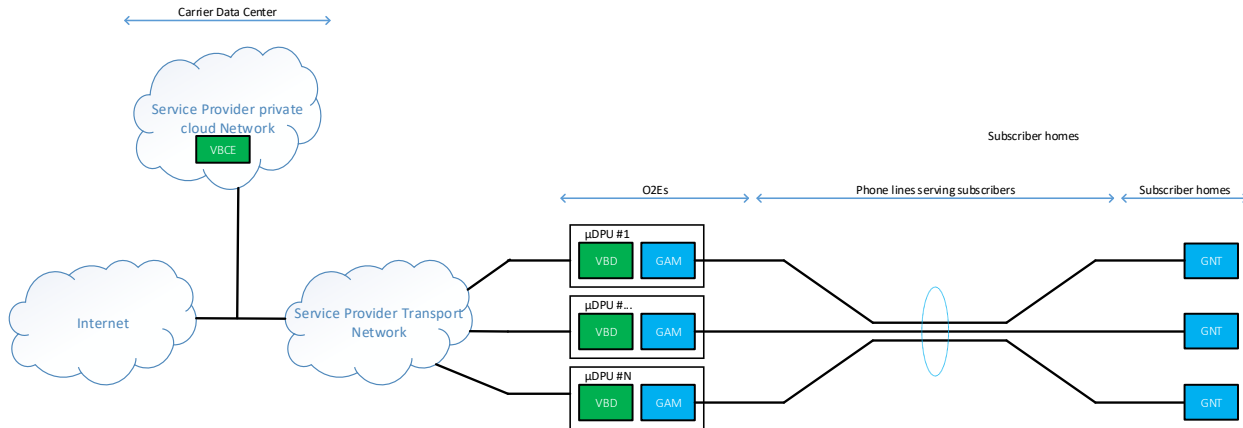 Carrier Data Center
Service Provider private
cloud Network
VBCE
Subscriber homes
O2Es
Phone lines serving subscribers
Subscriber homes
µDPU #1
VBD
GAM
GNT
Internet
Service Provider Transport
Network
µDPU #...
VBD
GAM
GNT
µDPU #N
VBD
GAM
GNT